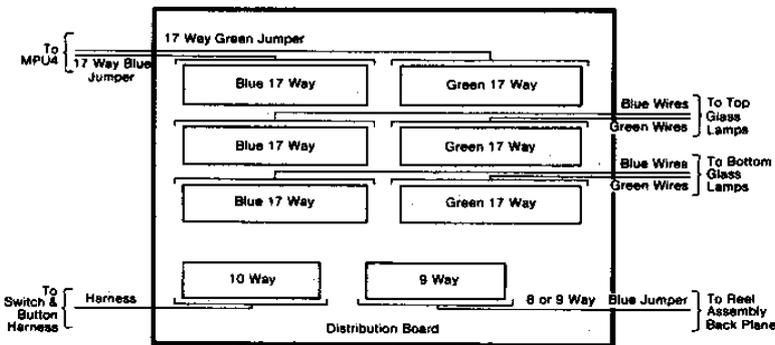 17 Way Green Jumper
To
MPU4
17 Way Blue
Jumper
Blue 17 Way
Green 17 Way
Blue Wires
Green Wires
To Top
Glass
Lamps
Blue 17 Way
Green 17 Way
Blue Wires
Green Wires
To Bottom
Glass
Lamps
Blue 17 Way
Green 17 Way
10 Way
9 Way
To
Switch &
Button
Harness
Harness
8 or 9 Way Blue Jumper
To Reel
Assembly
Back Plane
Distribution Board